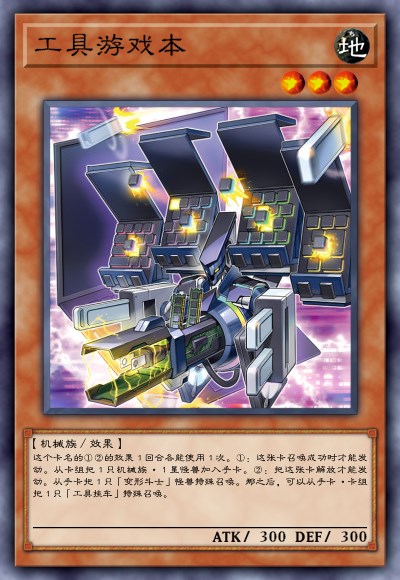 工具游戏本
地
【机械族／效果】
这个卡名的①②的效果1回合各能使用1次。①：这张卡召唤成功时才能发
动。从卡组把1只机械族・1星怪兽加入手卡。②：把这张卡解放才能发
动。从手卡把1只「变形斗士」怪兽特殊召唤。那之后，可以从手卡・卡组
把1只「工具拖车」特殊召唤。
ATK/ 300 DEF/ 300